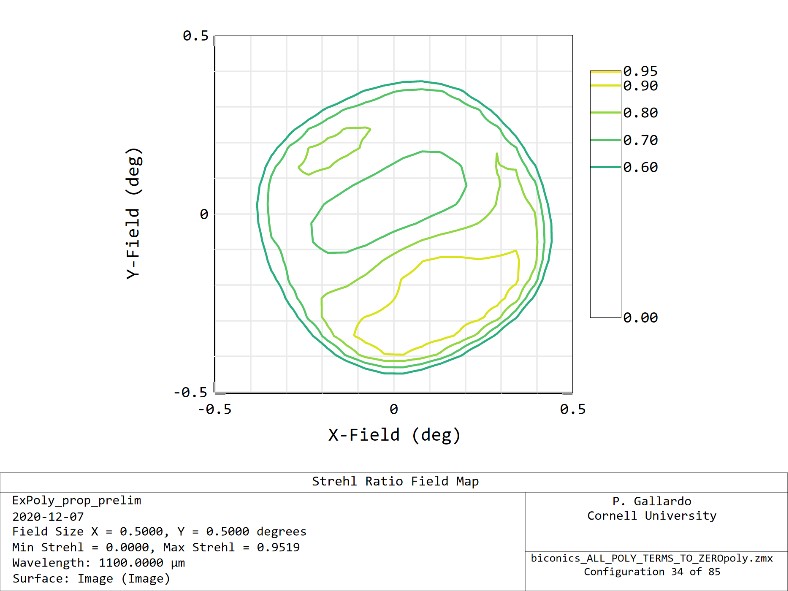 0.5
0
-0.5
Y-Field (deg)
-0.5
0
0.5
X-Field (deg)
0.95
0.90
0.80
0.70
0.60
0.00
Strehl Ratio Field Map
ExPoly_prop_prelim
2020-12-07
Field Size X = 0.5000, Y = 0.5000 degrees
Min Strehl = 0.0000, Max Strehl = 0.9519
Wavelength: 1100.0000 µm
Surface: Image (Image)
P. Gallardo
Cornell University
biconics_ALL_POLY_TERMS_TO_ZEROpoly.zmx
Configuration 34 of 85